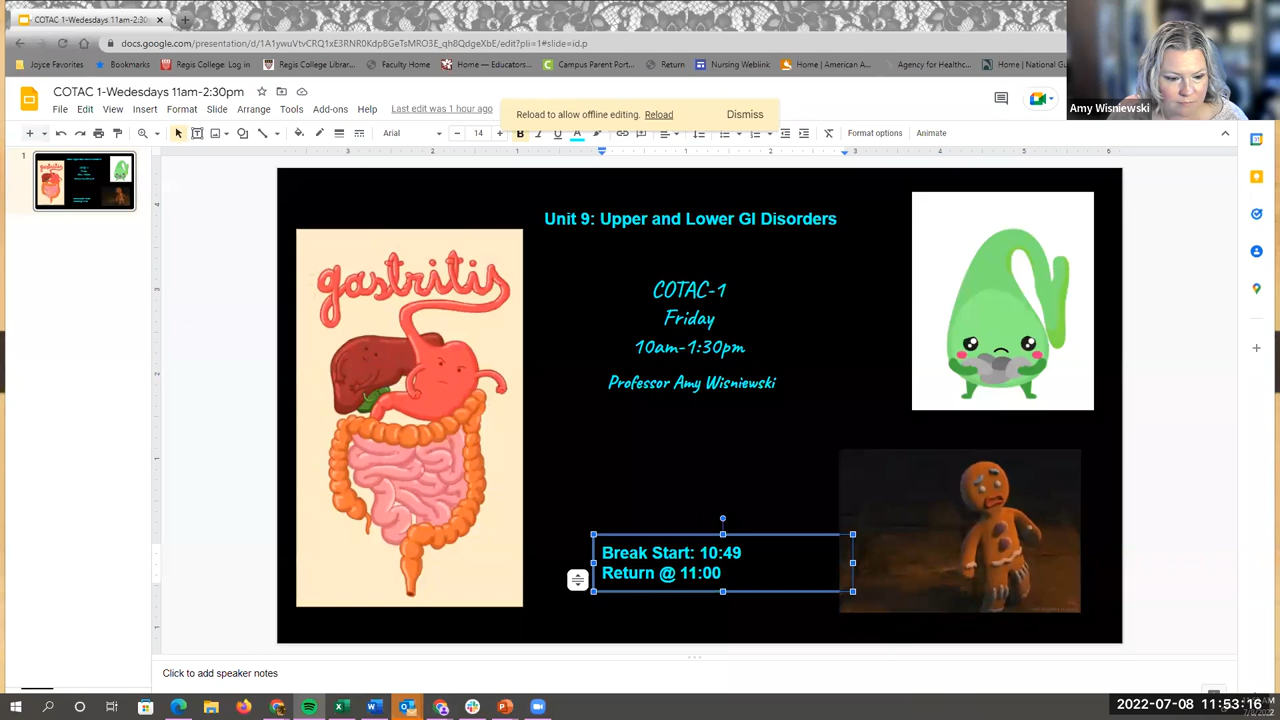 COTAC 1-Wedesdays 11am-2:30
docs.google.com/presentation/d/1A1ywuVtvCRQ1xE3RNR0KdpBGeTsMRO3E_qh8QdgeXbE/edit?pli=1#slide=id.p
Joyce Favorites
Bookmarks
Regis College: Log in
Regis College Librar...
Faculty Home
Home — Educators...
Campus Parent Port...
Return
Nursing Weblink
Home | American A...
Agency for Healthc...
Home | National Gu
Amy Wisniewski
COTAC 1-Wedesdays 11am-2:30pm
File Edit View Insert Format Slide Arrange Tools Add-ons Help Last edit was 1 hour ago
Reload to allow offline editing. Reload Dismiss
Arial
14
B
Format options
Animate
1
Unit 9: Upper and Lower GI Disorders
gastritis
COTAC-1
Friday
10am-1:30pm
Professor Amy Wisniewski
Break Start: 10:49
Return @ 11:00
Click to add speaker notes
2022-07-08 11:53:16